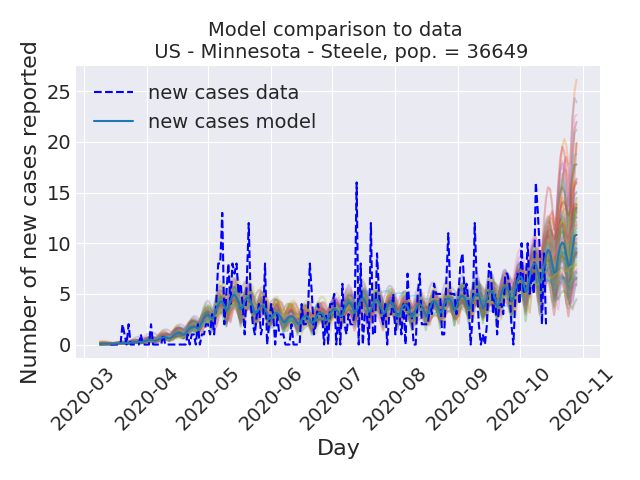 Model comparison to data
US - Minnesota - Steele, pop. = 36649
Number of new cases reported
25
20
15
10
5
0
new cases data
new cases model
2020-03
2020-04
2020-05
2020-06
2020-07
2020-08
2020-09
2020-10
2020-11
Day